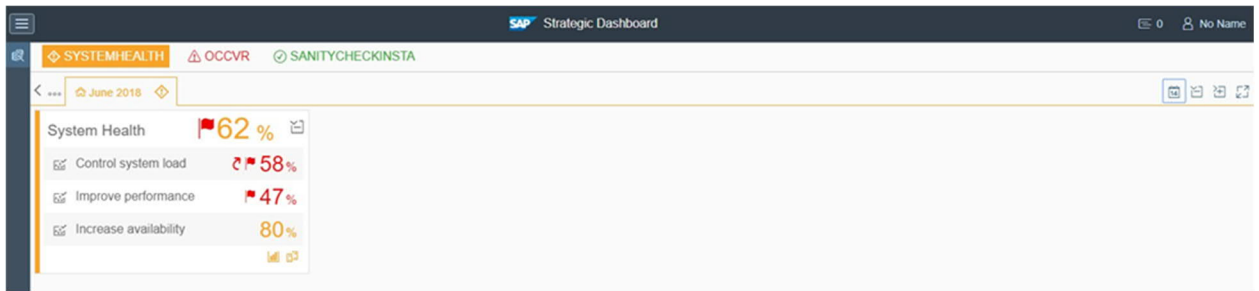 SAP Strategic Dashboard 0 No Name
SYSTEMHEALTH OCCVR SANITYCHECKINSTA
... June 2018 14
System Health 62 %
Control system load 58 %
Improve performance 47 %
Increase availability 80 %